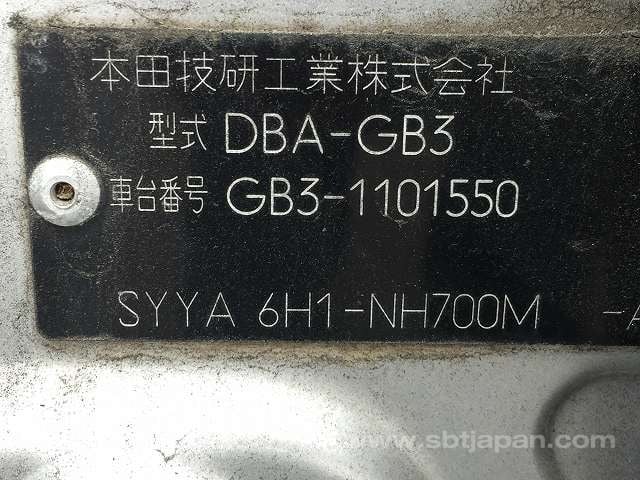 本田技研工業株式会社
型式 DBA-GB3
車台番号 GB3-1101550
SYYA 6H1-NH700M -A
www.sbtjapan.com